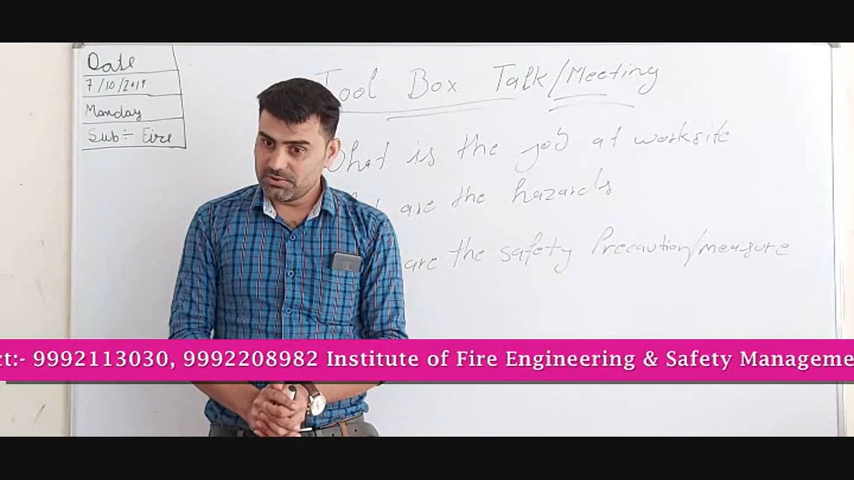 Date
7/10/2019
Monday
Sub:- Fire
Tool Box Talk/Meeting
What is the job at worksite
are the hazards
are the safety Precaution/measure
ct:- 9992113030, 9992208982 Institute of Fire Engineering & Safety Manageme